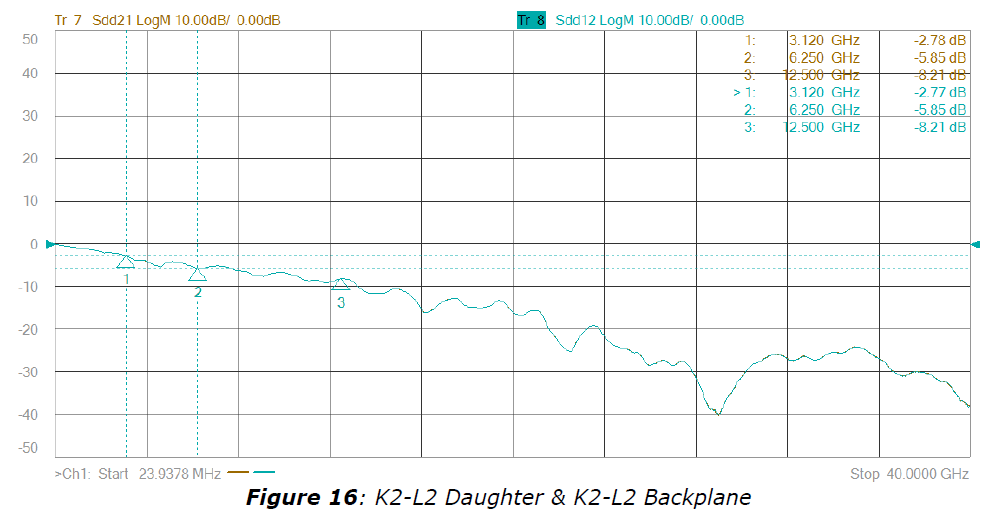 Tr 7 Sdd21 LogM 10.00dB/ 0.00dB
Tr 8 Sdd12 LogM 10.00dB/ 0.00dB
1: 3.120 GHz -2.78 dB
2: 6.250 GHz -5.85 dB
3: 12.500 GHz -8.21 dB
> 1: 3.120 GHz -2.77 dB
2: 6.250 GHz -5.85 dB
3: 12.500 GHz -8.21 dB
50
40
30
20
10
0
-10
-20
-30
-40
-50
1
2
3
>Ch1: Start 23.9378 MHz
Stop 40.0000 GHz
Figure 16: K2-L2 Daughter & K2-L2 Backplane